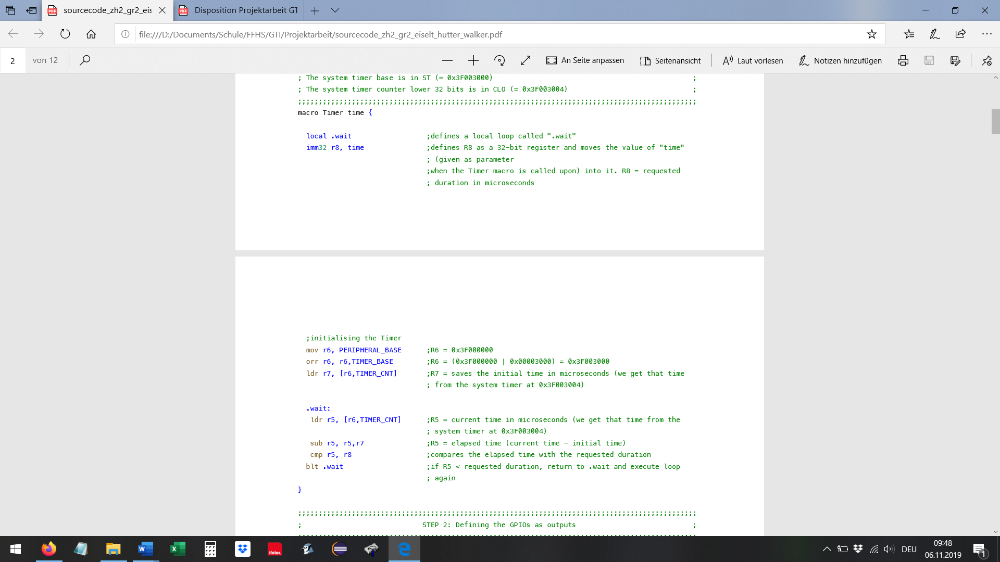 sourcecode_zh2_gr2_eis
Disposition Projektarbeit GT
file:///D:/Documents/Schule/FFHS/GTI/Projektarbeit/sourcecode_zh2_gr2_eiselt_hutter_walker.pdf
2 von 12 An Seite anpassen Seitenansicht Laut vorlesen Notizen hinzufügen
; The system timer base is in ST (= 0x3F003000) ;
; The system timer counter lower 32 bits is in CLO (= 0x3F003004) ;
;;;;;;;;;;;;;;;;;;;;;;;;;;;;;;;;;;;;;;;;;;;;;;;;;;;;;;;;;;;;;;;;;;;;;;;;;;;;;;;;;;;;;;;;;;;;;;;;
macro Timer time {
local .wait ;defines a local loop called ".wait"
imm32 r8, time ;defines R8 as a 32-bit register and moves the value of "time"
; (given as parameter
;when the Timer macro is called upon) into it. R8 = requested
; duration in microseconds
;initialising the Timer
mov r6, PERIPHERAL_BASE ;R6 = 0x3F000000
orr r6, r6,TIMER_BASE ;R6 = (0x3F000000 | 0x00003000) = 0x3F003000
ldr r7, [r6,TIMER_CNT] ;R7 = saves the initial time in microseconds (we get that time
; from the system timer at 0x3F003004)
.wait:
ldr r5, [r6,TIMER_CNT] ;R5 = current time in microseconds (we get that time from the
; system timer at 0x3F003004)
sub r5, r5,r7 ;R5 = elapsed time (current time - initial time)
cmp r5, r8 ;compares the elapsed time with the requested duration
blt .wait ;if R5 < requested duration, return to .wait and execute loop
; again
}
;;;;;;;;;;;;;;;;;;;;;;;;;;;;;;;;;;;;;;;;;;;;;;;;;;;;;;;;;;;;;;;;;;;;;;;;;;;;;;;;;;;;;;;;;;;;;;;;
; STEP 2: Defining the GPIOs as outputs ;
ifolor.
DEU
09:48
06.11.2019
1